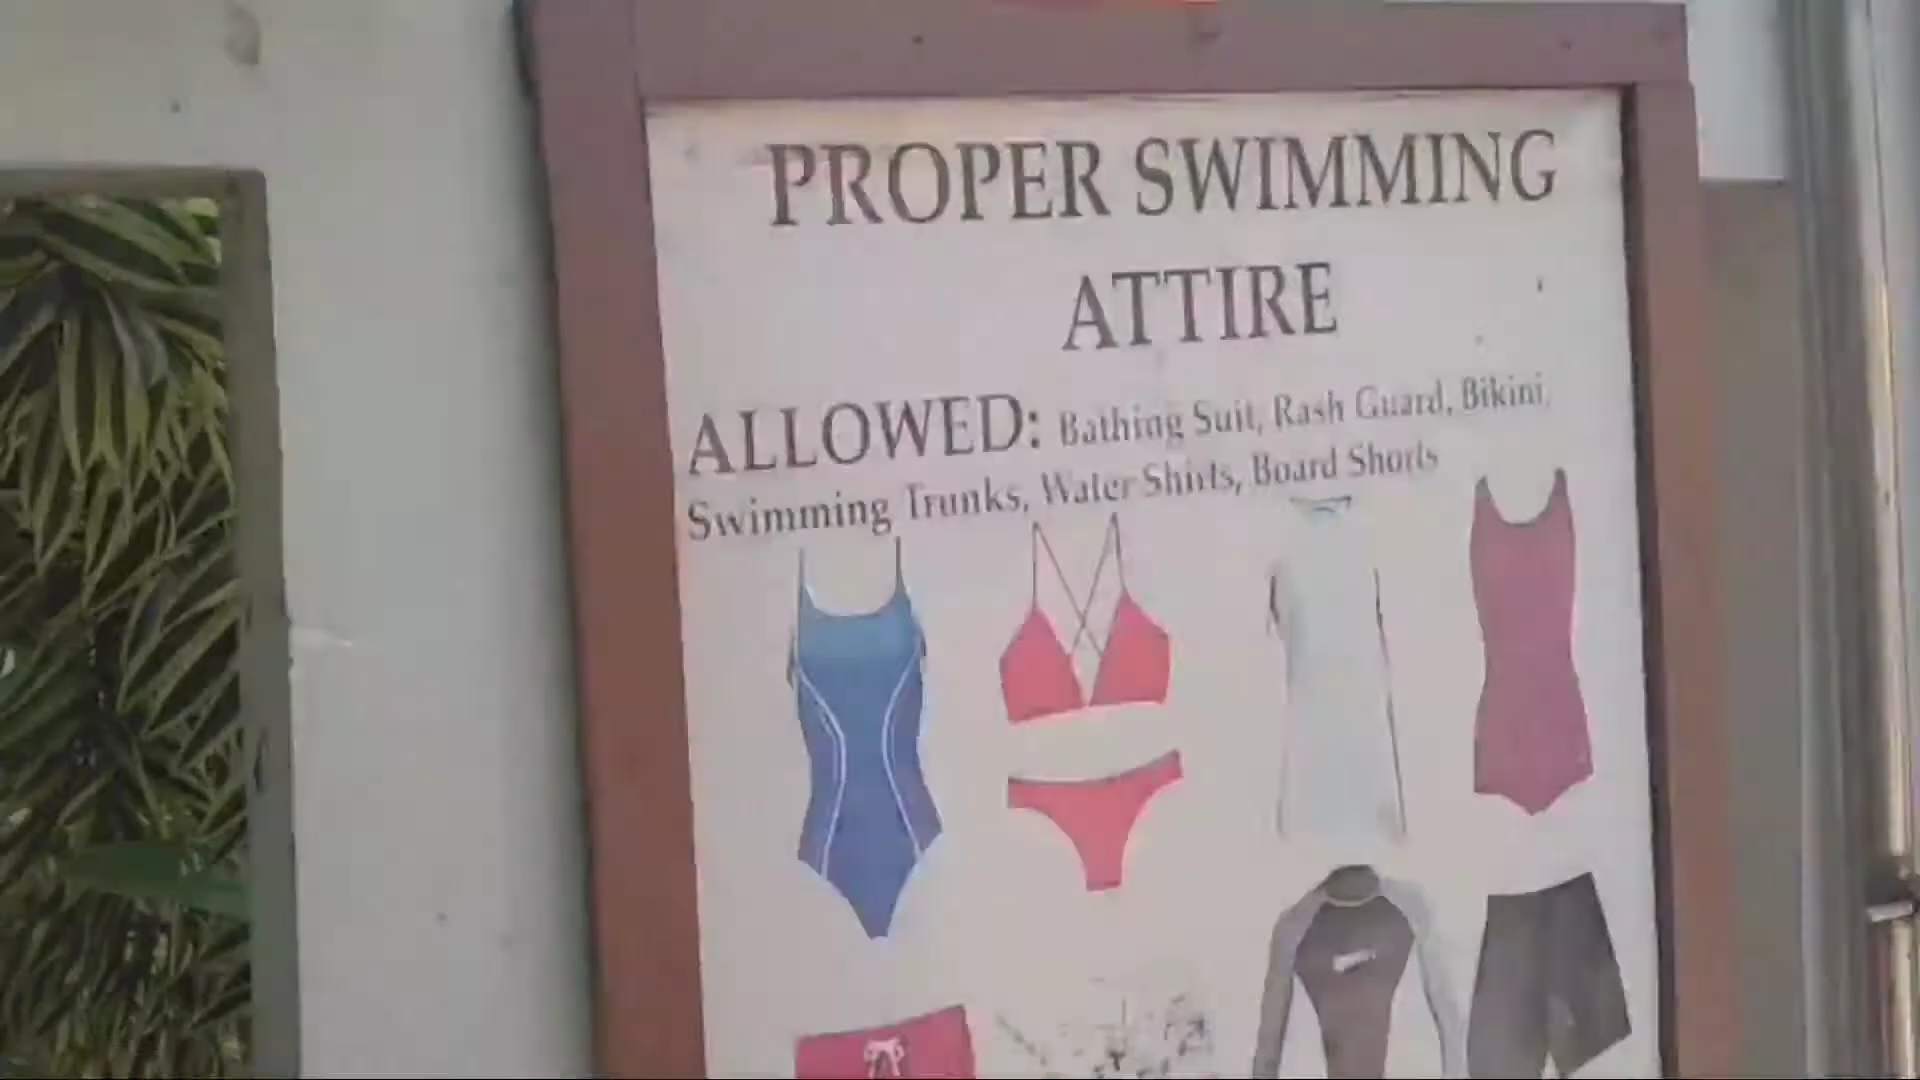 PROPER SWIMMING
ATTIRE
ALLOWED: Bathing Suit, Rash Guard, Bikini,
Swimming Trunks, Water Shirts, Board Shorts